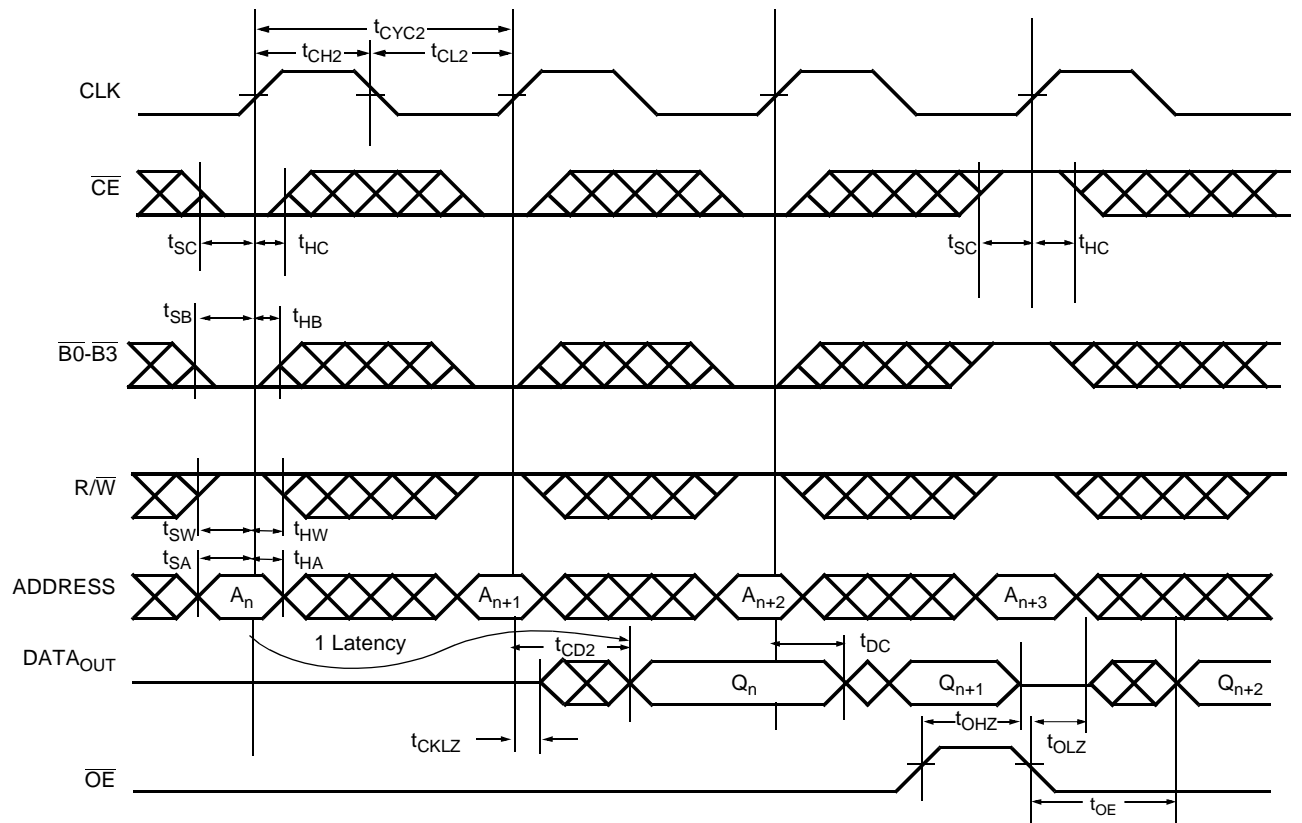 tCYC2
tCH2 tCL2
CLK
CE
tSC tHC tSC tHC
tSB tHB
B0-B3
R/W
tSW tHW
tSA tHA
ADDRESS An An+1 An+2 An+3
1 Latency tCD2 tDC
DATAOUT Qn Qn+1 Qn+2
tOHZ tOLZ
tCKLZ
OE
tOE